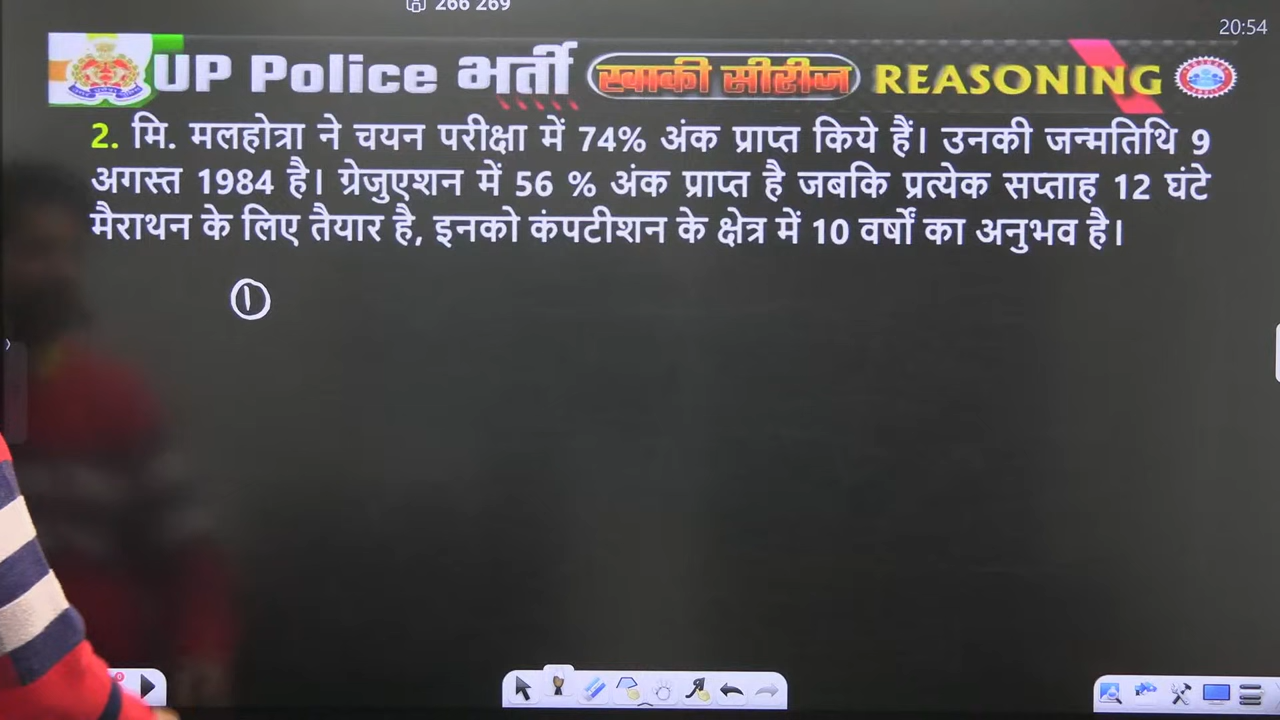 266 269
20:54
UP Police भर्ती खाकी सीरीज REASONING
2. मि. मलहोत्रा ने चयन परीक्षा में 74% अंक प्राप्त किये हैं। उनकी जन्मतिथि 9
अगस्त 1984 है। ग्रेजुएशन में 56 % अंक प्राप्त है जबकि प्रत्येक सप्ताह 12 घंटे
मैराथन के लिए तैयार है, इनको कंपटीशन के क्षेत्र में 10 वर्षों का अनुभव है।
①